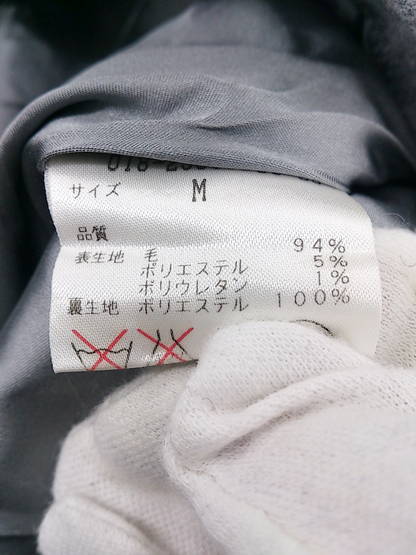 サイズ M
品質
表生地 毛 94%
ポリエステル 5%
ポリウレタン 1%
裏生地 ポリエステル 100%